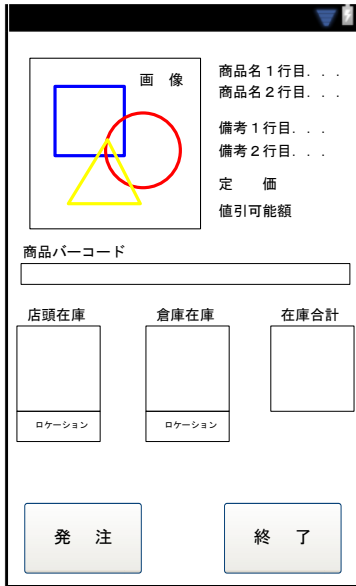 画 像
商品名１行目．．．
商品名２行目．．．
備考１行目．．．
備考２行目．．．
定 価
値引可能額
商品バーコード
店頭在庫 倉庫在庫 在庫合計
ロケーション ロケーション
発 注 終 了